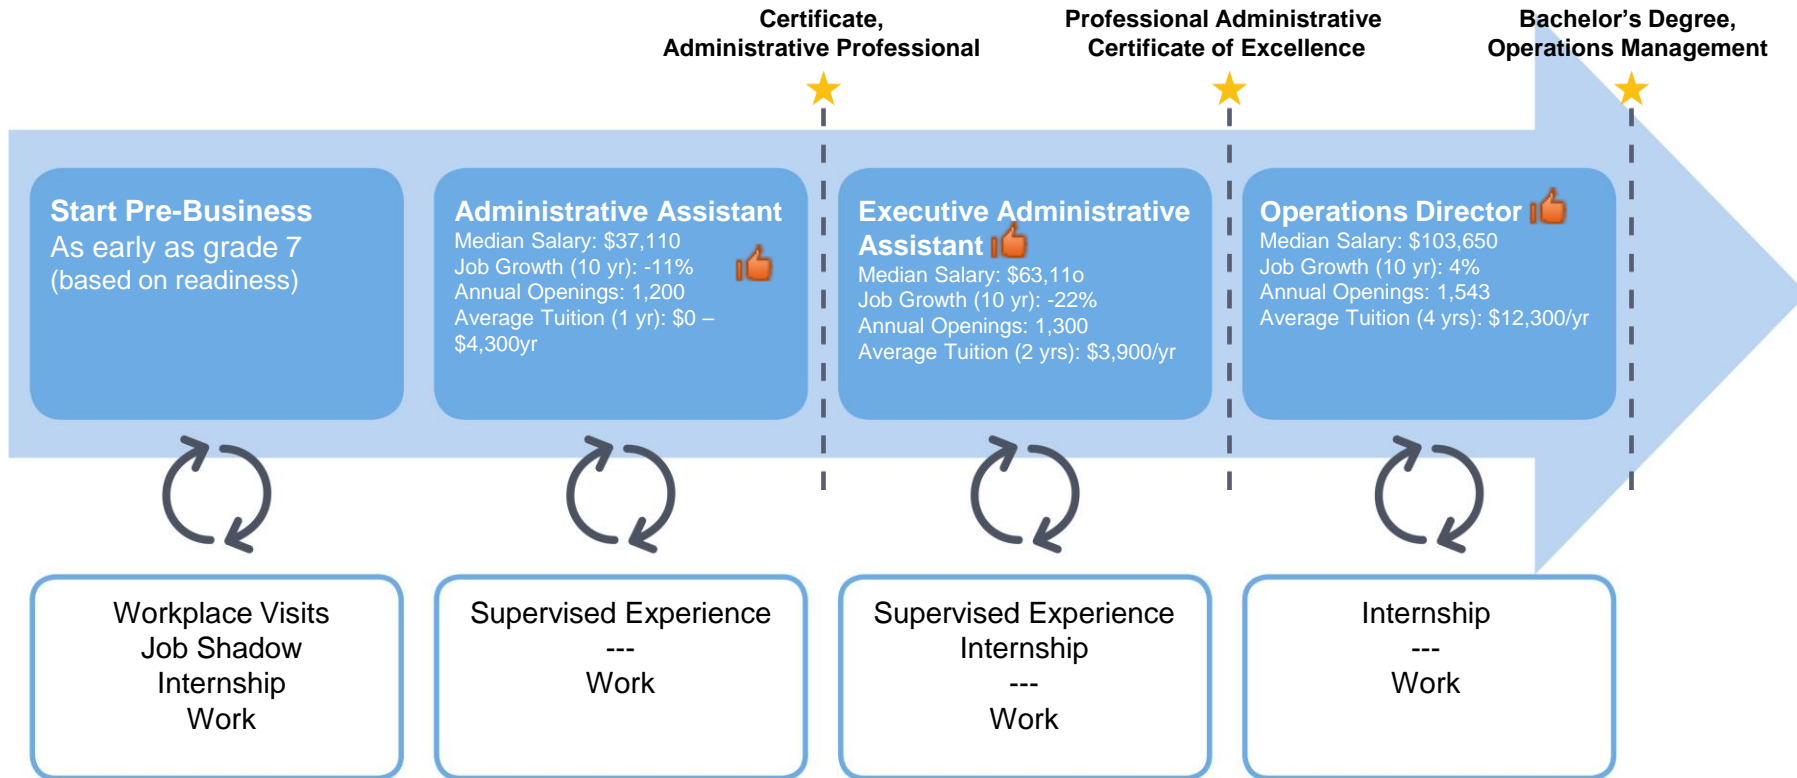 Certificate,
Administrative Professional
Professional Administrative
Certificate of Excellence
Bachelor’s Degree,
Operations Management
Start Pre-Business
As early as grade 7
(based on readiness)
Administrative Assistant
Median Salary: $37,110
Job Growth (10 yr): -11%
Annual Openings: 1,200
Average Tuition (1 yr): $0 –
$4,300yr
Executive Administrative
Assistant
Median Salary: $63,11o
Job Growth (10 yr): -22%
Annual Openings: 1,300
Average Tuition (2 yrs): $3,900/yr
Operations Director
Median Salary: $103,650
Job Growth (10 yr): 4%
Annual Openings: 1,543
Average Tuition (4 yrs): $12,300/yr
Workplace Visits
Job Shadow
Internship
Work
Supervised Experience
---
Work
Supervised Experience
Internship
---
Work
Internship
---
Work